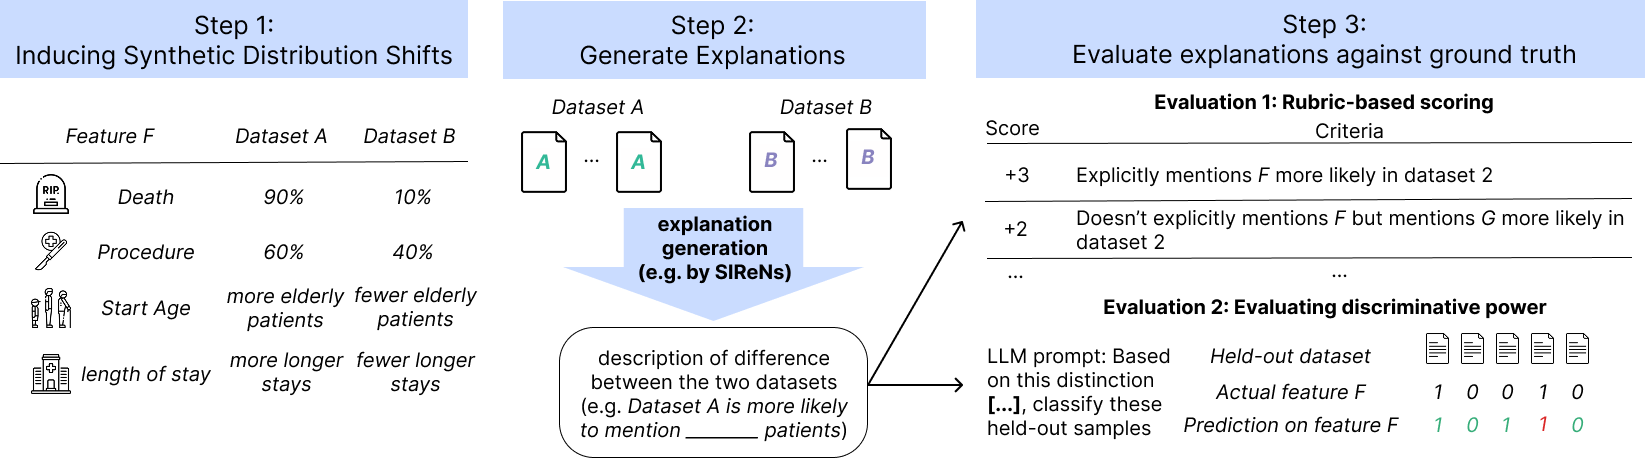 Step 1:
Inducing Synthetic Distribution Shifts
Feature F
Dataset A
Dataset B
RIP.
Death
90%
10%
Procedure
60%
40%
Start Age
more elderly
patients
fewer elderly
patients
length of stay
more longer
stays
fewer longer
stays
Step 2:
Generate Explanations
Dataset A
Dataset B
A
...
A
B
...
B
explanation
generation
(e.g. by SIReNs)
description of difference
between the two datasets
(e.g. Dataset A is more likely
to mention _______ patients)
Step 3:
Evaluate explanations against ground truth
Evaluation 1: Rubric-based scoring
Score
Criteria
+3
Explicitly mentions F more likely in dataset 2
+2
Doesn’t explicitly mentions F but mentions G more likely in
dataset 2
...
...
Evaluation 2: Evaluating discriminative power
LLM prompt: Based
on this distinction
[...], classify these
held-out samples
Held-out dataset
Actual feature F
1 0 0 1 0
Prediction on feature F
1 0 1 1 0